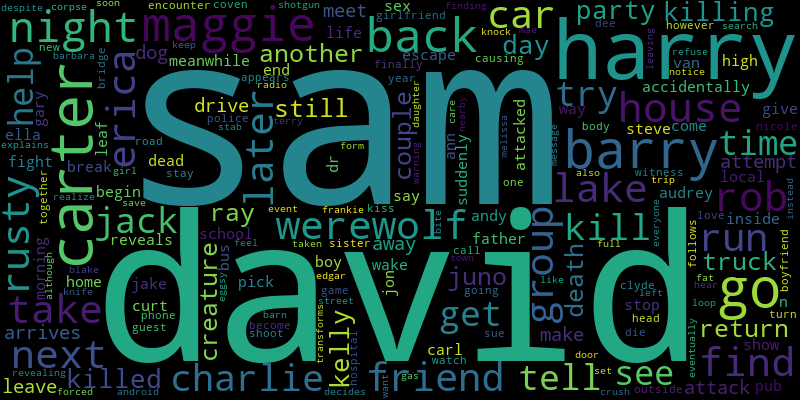 despite corpse soon encounter coven shotgun sex girlfriend knock mae finding dee leaving
night maggie back car party killing
new barbara bridge meet keep however appears search
help meanwhile dog another life escape finally day refuse van high notice
carter erica sam harry
gary leaf end radio year causing try accidentally
ella drive still couple daughter care nearby house give nicole
explains fight road police stab terry dr warning ann attacked way steve come time
dead form suddenly melissa message body barry attempt
girl stay later one also witness local
rusty together break begin save kiss lake trip audrey rob instead
realize jack ray event frankie werewolf andy kill inside love
reveals school sister away father group death everyone boyfriend run
morning although home creature bus feel taken bite call full follows truck
blake jake boy wake juno town clyde fat hear go
take knife curt pick edgar jon going like left loop turn
phone eggsy game get stop head return
arrives guest barn street sue make die eventually show
david
next shoot become transforms hospital carl door find
killed charlie kelly watch friend tell see outside attack pub
revealing leave forced android decides want gas set crush